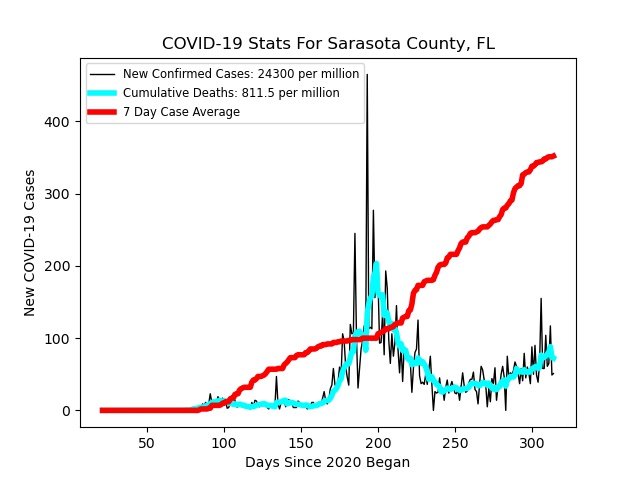 COVID-19 Stats For Sarasota County, FL
New Confirmed Cases: 24300 per million
Cumulative Deaths: 811.5 per million
7 Day Case Average
400
300
200
100
0
New COVID-19 Cases
50 100 150 200 250 300
Days Since 2020 Began